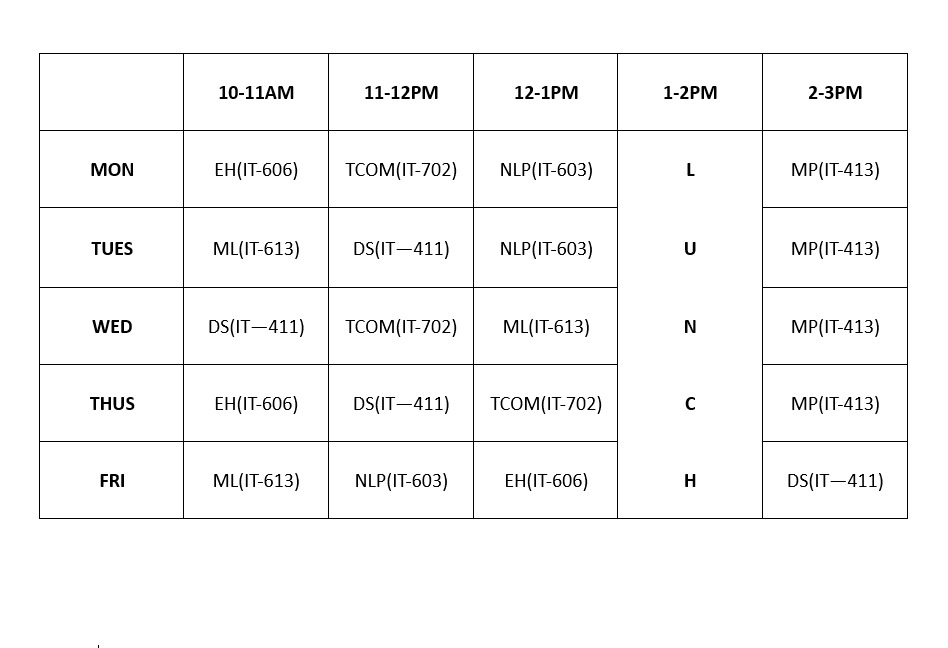 10-11AM 11-12PM 12-1PM 1-2PM 2-3PM
MON EH(IT-606) TCOM(IT-702) NLP(IT-603) L MP(IT-413)
TUES ML(IT-613) DS(IT—411) NLP(IT-603) U MP(IT-413)
WED DS(IT—411) TCOM(IT-702) ML(IT-613) N MP(IT-413)
THUS EH(IT-606) DS(IT—411) TCOM(IT-702) C MP(IT-413)
FRI ML(IT-613) NLP(IT-603) EH(IT-606) H DS(IT—411)